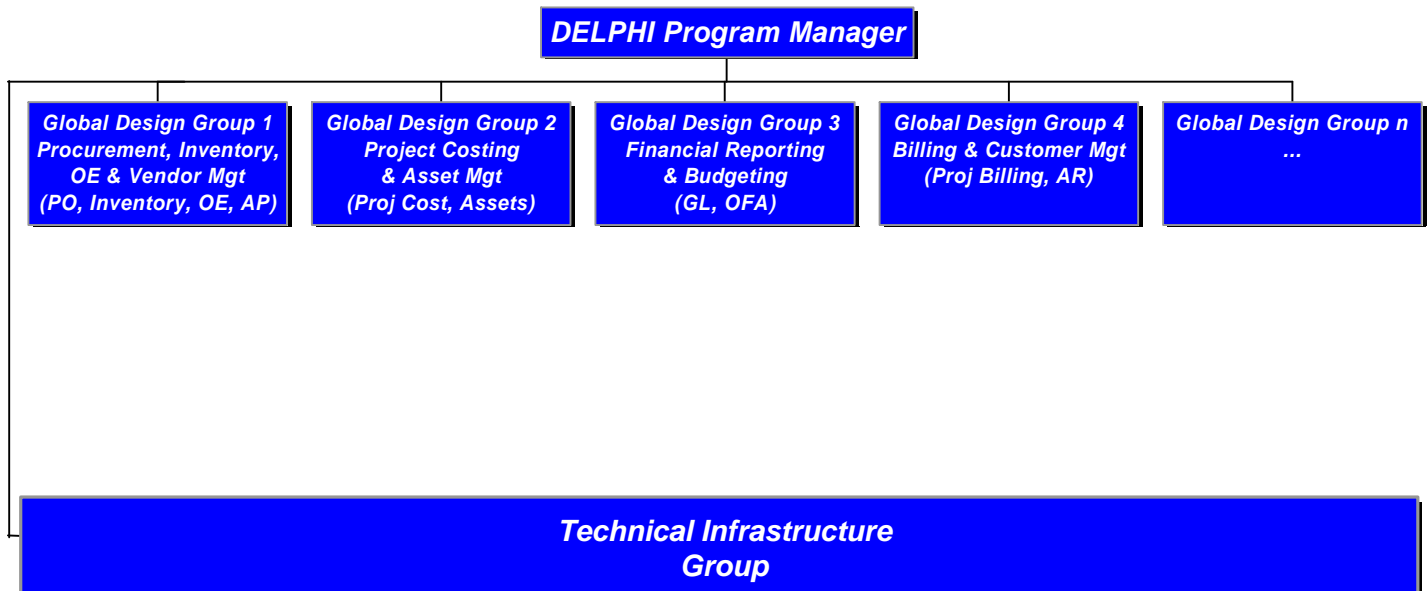 DELPHI Program Manager
Global Design Group 1
Procurement, Inventory,
OE & Vendor Mgt
(PO, Inventory, OE, AP)
Global Design Group 2
Project Costing
& Asset Mgt
(Proj Cost, Assets)
Global Design Group 3
Financial Reporting
& Budgeting
(GL, OFA)
Global Design Group 4
Billing & Customer Mgt
(Proj Billing, AR)
Global Design Group n
...
Technical Infrastructure
Group